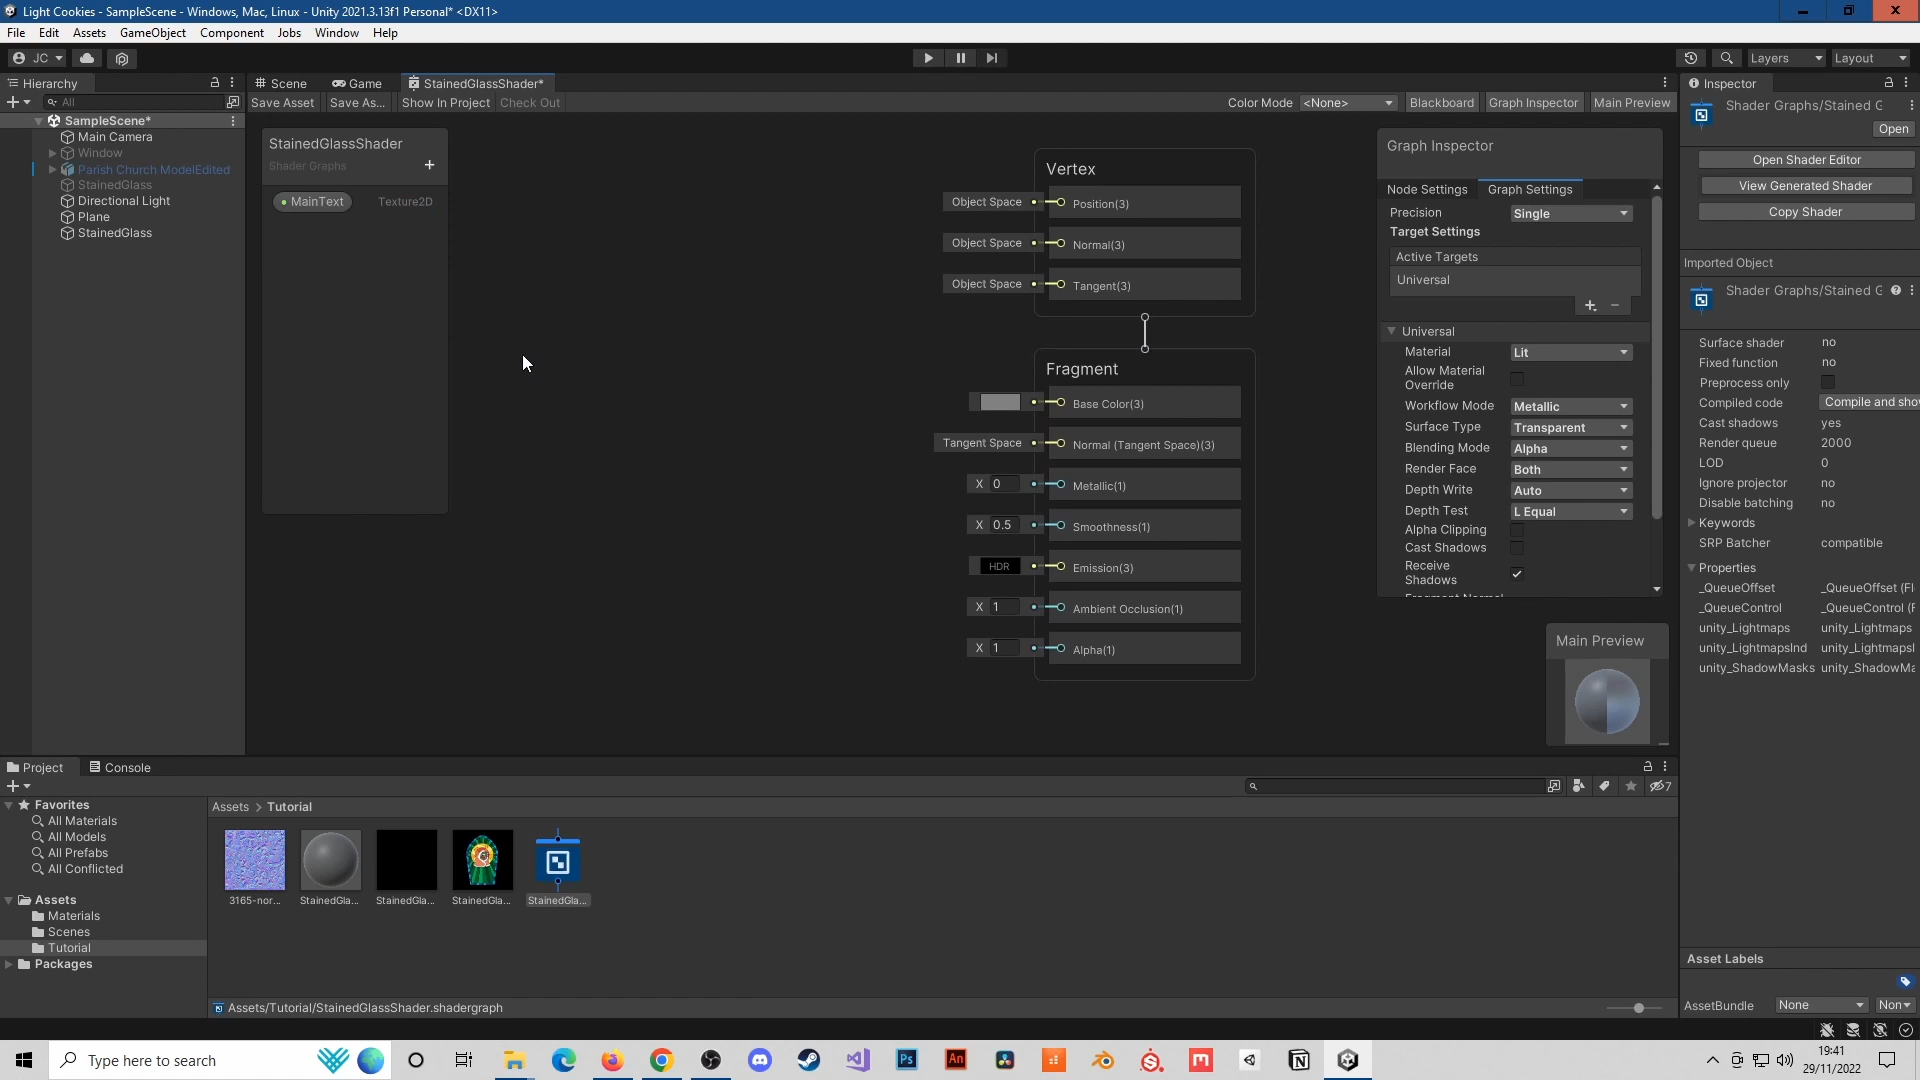 Light Cookies - SampleScene - Windows, Mac, Linux - Unity 2021.3.13f1 Personal* <DX11>
File Edit Assets GameObject Component Jobs Window Help
JC Layers Layout
Hierarchy Scene Game StainedGlassShader* Inspector
All Save Asset Save As... Show In Project Check Out Color Mode <None> Blackboard Graph Inspector Main Preview
Shader Graphs/Stained G
Open
SampleScene*
Main Camera
Window
Parish Church ModelEdited
StainedGlass
Directional Light
Plane
StainedGlass
StainedGlassShader
Shader Graphs
MainText Texture2D
Vertex
Object Space Position(3)
Object Space Normal(3)
Object Space Tangent(3)
Fragment
Base Color(3)
Tangent Space Normal (Tangent Space)(3)
X 0 Metallic(1)
X 0.5 Smoothness(1)
HDR Emission(3)
X 1 Ambient Occlusion(1)
X 1 Alpha(1)
Graph Inspector
Node Settings Graph Settings
Precision Single
Target Settings
Active Targets
Universal
Universal
Material Lit
Allow Material Override
Workflow Mode Metallic
Surface Type Transparent
Blending Mode Alpha
Render Face Both
Depth Write Auto
Depth Test L Equal
Alpha Clipping
Cast Shadows
Receive Shadows
Main Preview
Open Shader Editor
View Generated Shader
Copy Shader
Imported Object
Shader Graphs/Stained G
Surface shader no
Fixed function no
Preprocess only
Compiled code Compile and show
Cast shadows yes
Render queue 2000
LOD 0
Ignore projector no
Disable batching no
Keywords
SRP Batcher compatible
Properties
_QueueOffset _QueueOffset (Fl
_QueueControl _QueueControl (F
unity_Lightmaps unity_Lightmaps
unity_LightmapsInd unity_LightmapsI
unity_ShadowMasks unity_ShadowMa
Asset Labels
AssetBundle None Non
Project Console
7
Favorites
All Materials
All Models
All Prefabs
All Conflicted
Assets
Materials
Scenes
Tutorial
Packages
Assets > Tutorial
3165-nor... StainedGla... StainedGla... StainedGla... StainedGla...
Assets/Tutorial/StainedGlassShader.shadergraph
Type here to search
Ps An
19:41
29/11/2022